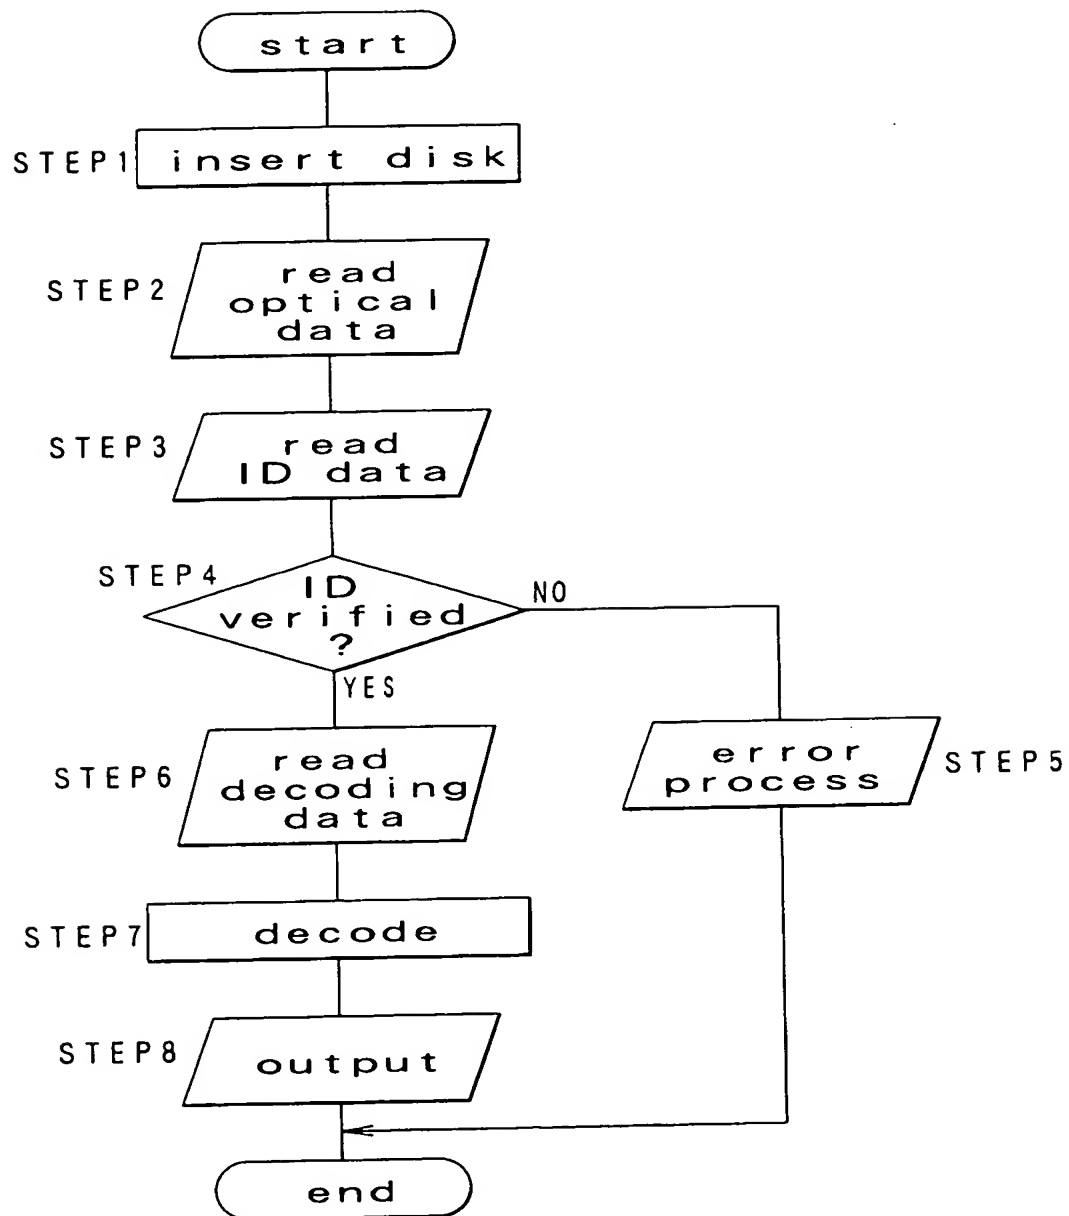 start
STEP1
insert disk
STEP2
read
optical
data
STEP3
read
ID data
STEP4
ID
verified
?
NO
YES
STEP6
read
decoding
data
error
process
STEP5
STEP7
decode
STEP8
output
end